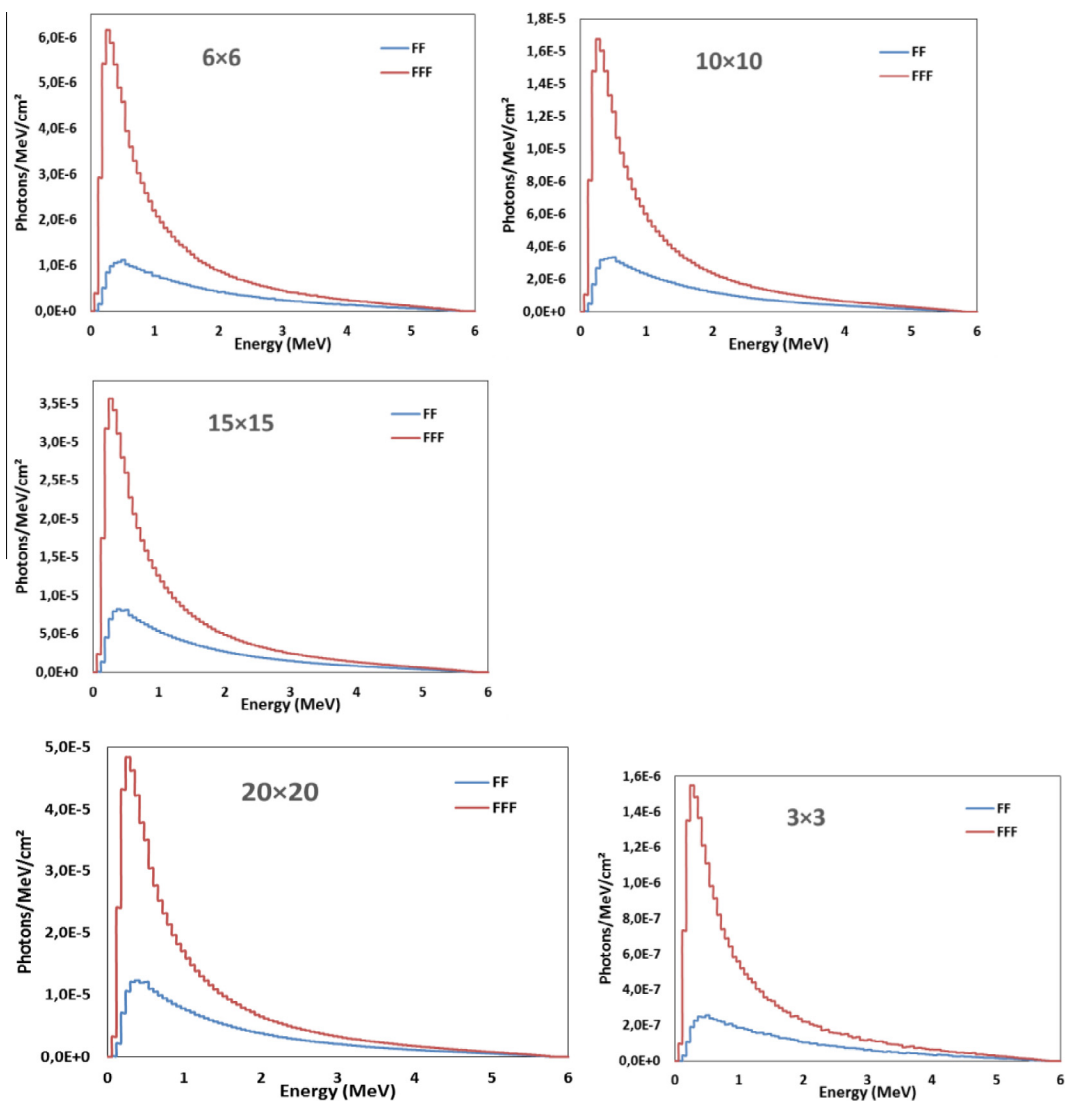 Photons/MeV/cm²
6,0E-6
5,0E-6
4,0E-6
3,0E-6
2,0E-6
1,0E-6
0,0E+0
6×6
FF
FFF
0 1 2 3 4 5 6
Energy (MeV)
Photons/MeV/cm²
1,8E-5
1,6E-5
1,4E-5
1,2E-5
1,0E-5
8,0E-6
6,0E-6
4,0E-6
2,0E-6
0,0E+0
10×10
FF
FFF
0 1 2 3 4 5 6
Energy (MeV)
Photons/MeV/cm²
3,5E-5
3,0E-5
2,5E-5
2,0E-5
1,5E-5
1,0E-5
5,0E-6
0,0E+0
15×15
FF
FFF
0 1 2 3 4 5 6
Energy (MeV)
Photons/MeV/cm²
5,0E-5
4,0E-5
3,0E-5
2,0E-5
1,0E-5
0,0E+0
20×20
FF
FFF
0 1 2 3 4 5 6
Energy (MeV)
Photons/MeV/cm²
1,6E-6
1,4E-6
1,2E-6
1,0E-6
8,0E-7
6,0E-7
4,0E-7
2,0E-7
0,0E+0
3×3
FF
FFF
0 1 2 3 4 5 6
Energy (MeV)